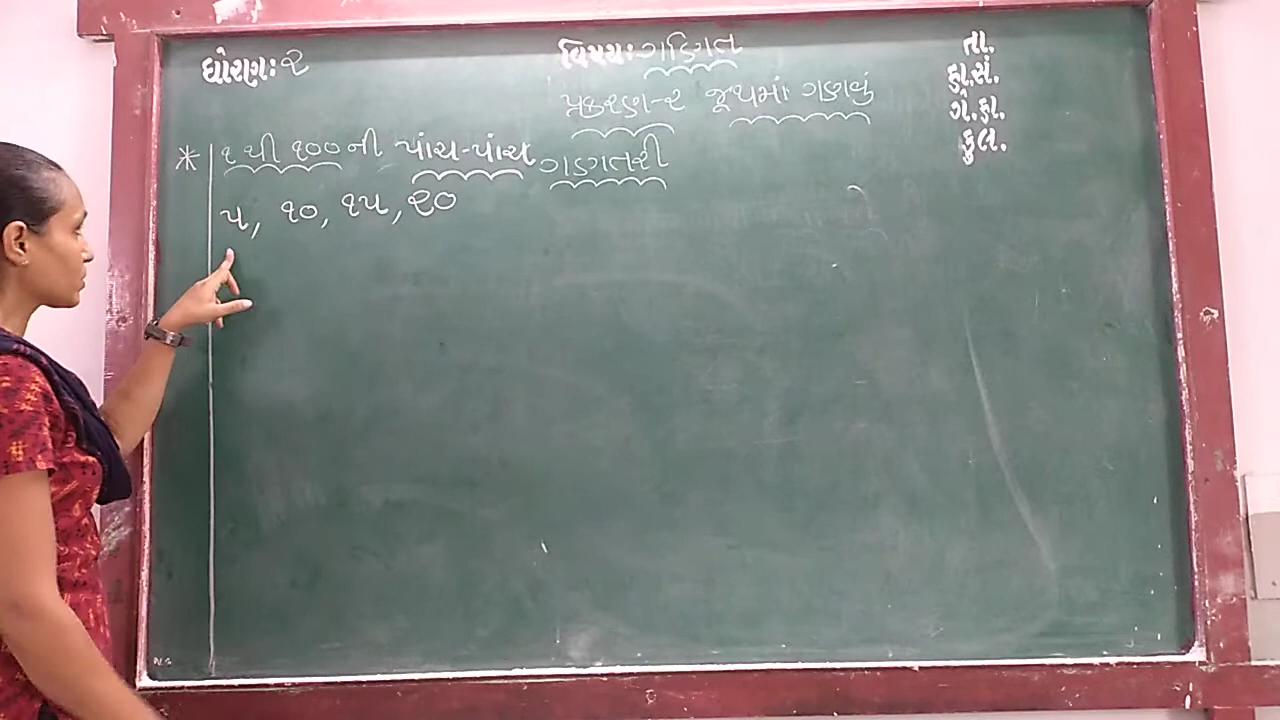 ધોરણઃ ૨
વિષયઃ ગણિત
પ્રકરણ-૨ જૂથમાં ગણવું
તા.
હા.સં.
ગે.હા.
કુલ.
* ૧ થી ૧૦૦ ની પાંચ-પાંચ ગણતરી
૫, ૧૦, ૧૫, ૨૦
N.G